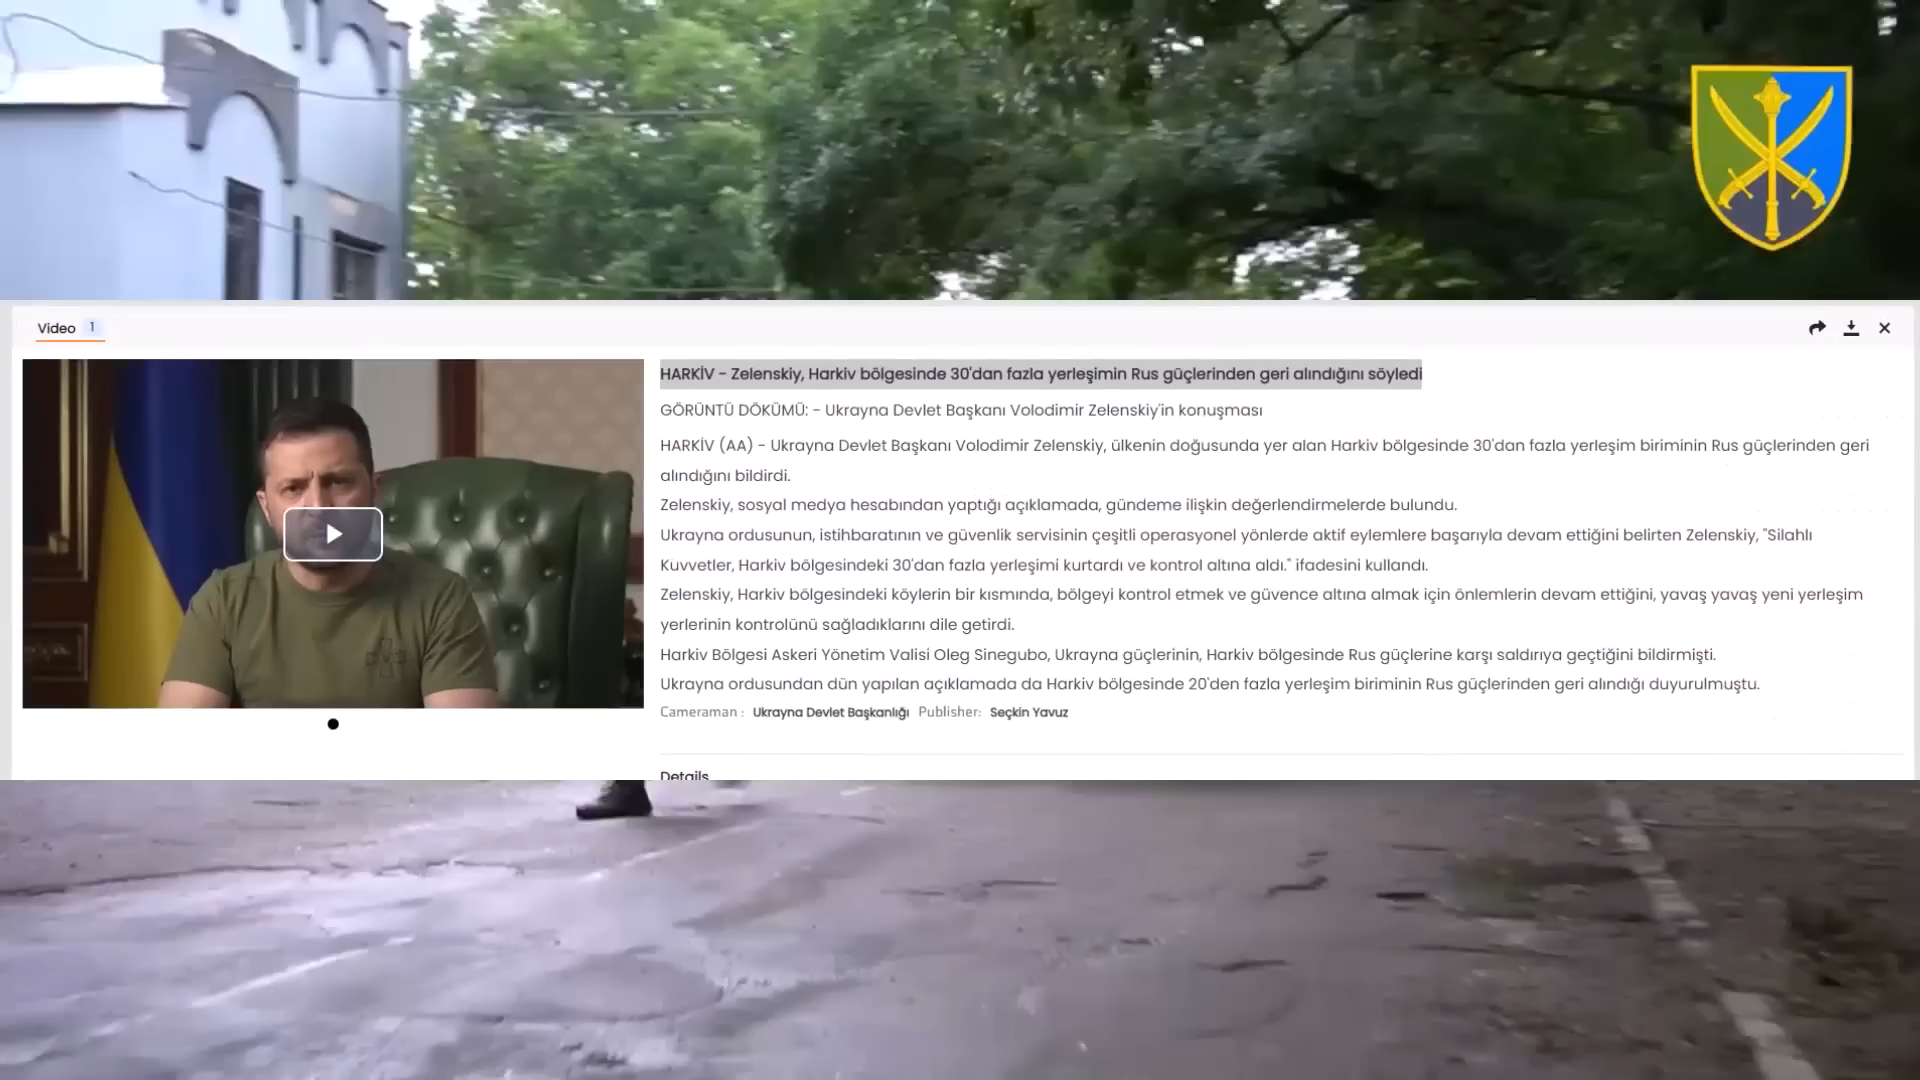 Video 1
HARKİV - Zelenskiy, Harkiv bölgesinde 30'dan fazla yerleşimin Rus güçlerinden geri alındığını söyledi
GÖRÜNTÜ DÖKÜMÜ: - Ukrayna Devlet Başkanı Volodimir Zelenskiy'in konuşması
HARKİV (AA) - Ukrayna Devlet Başkanı Volodimir Zelenskiy, ülkenin doğusunda yer alan Harkiv bölgesinde 30'dan fazla yerleşim biriminin Rus güçlerinden geri
alındığını bildirdi.
Zelenskiy, sosyal medya hesabından yaptığı açıklamada, gündeme ilişkin değerlendirmelerde bulundu.
Ukrayna ordusunun, istihbaratının ve güvenlik servisinin çeşitli operasyonel yönlerde aktif eylemlere başarıyla devam ettiğini belirten Zelenskiy, "Silahlı
Kuvvetler, Harkiv bölgesindeki 30'dan fazla yerleşimi kurtardı ve kontrol altına aldı." ifadesini kullandı.
Zelenskiy, Harkiv bölgesindeki köylerin bir kısmında, bölgeyi kontrol etmek ve güvence altına almak için önlemlerin devam ettiğini, yavaş yavaş yeni yerleşim
yerlerinin kontrolünü sağladıklarını dile getirdi.
Harkiv Bölgesi Askeri Yönetim Valisi Oleg Sinegubo, Ukrayna güçlerinin, Harkiv bölgesinde Rus güçlerine karşı saldırıya geçtiğini bildirmişti.
Ukrayna ordusundan dün yapılan açıklamada da Harkiv bölgesinde 20'den fazla yerleşim biriminin Rus güçlerinden geri alındığı duyurulmuştu.
Cameraman : Ukrayna Devlet Başkanlığı Publisher: Seçkin Yavuz
Details